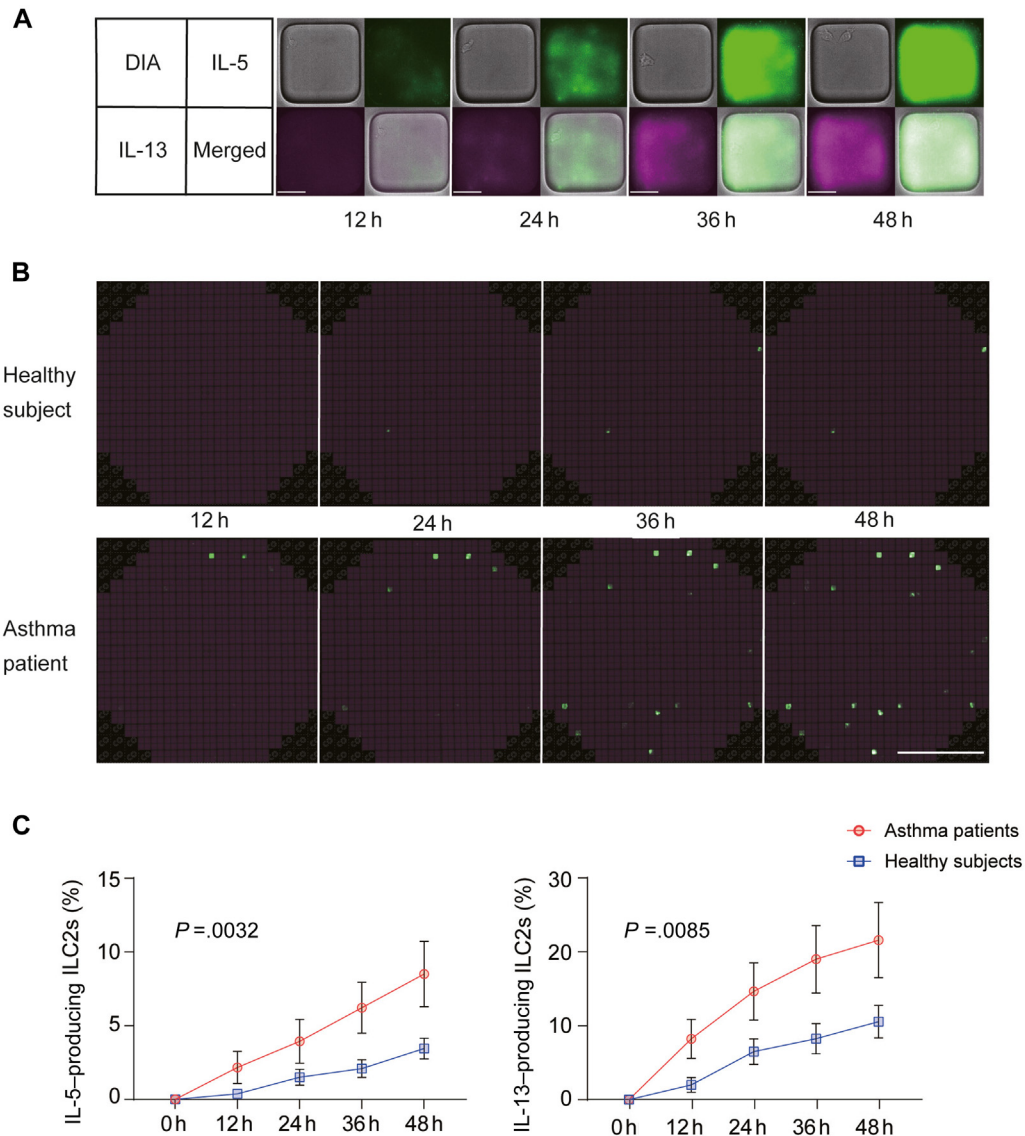 A
DIA IL-5
IL-13 Merged
12 h 24 h 36 h 48 h
B
Healthy
subject
12 h 24 h 36 h 48 h
Asthma
patient
C
Asthma patients
Healthy subjects
IL-5–producing ILC2s (%)
15
10
5
0
P =.0032
0 h 12 h 24 h 36 h 48 h
IL-13–producing ILC2s (%)
30
20
10
0
P =.0085
0 h 12 h 24 h 36 h 48 h